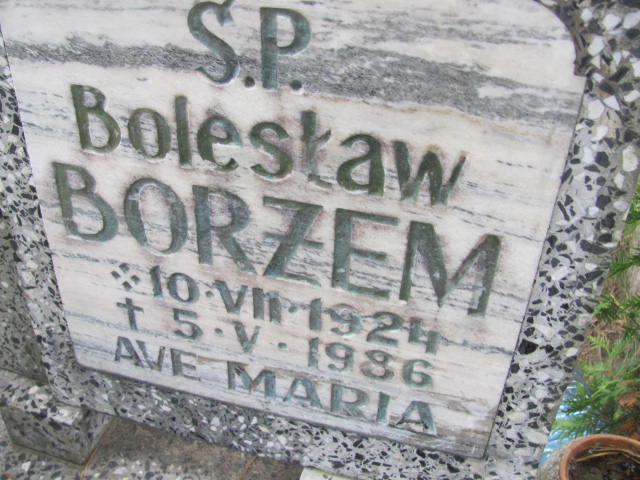 Ś.P.
Bolesław
BORZEM
10·VII·1924
† 5·V·1986
AVE MARIA